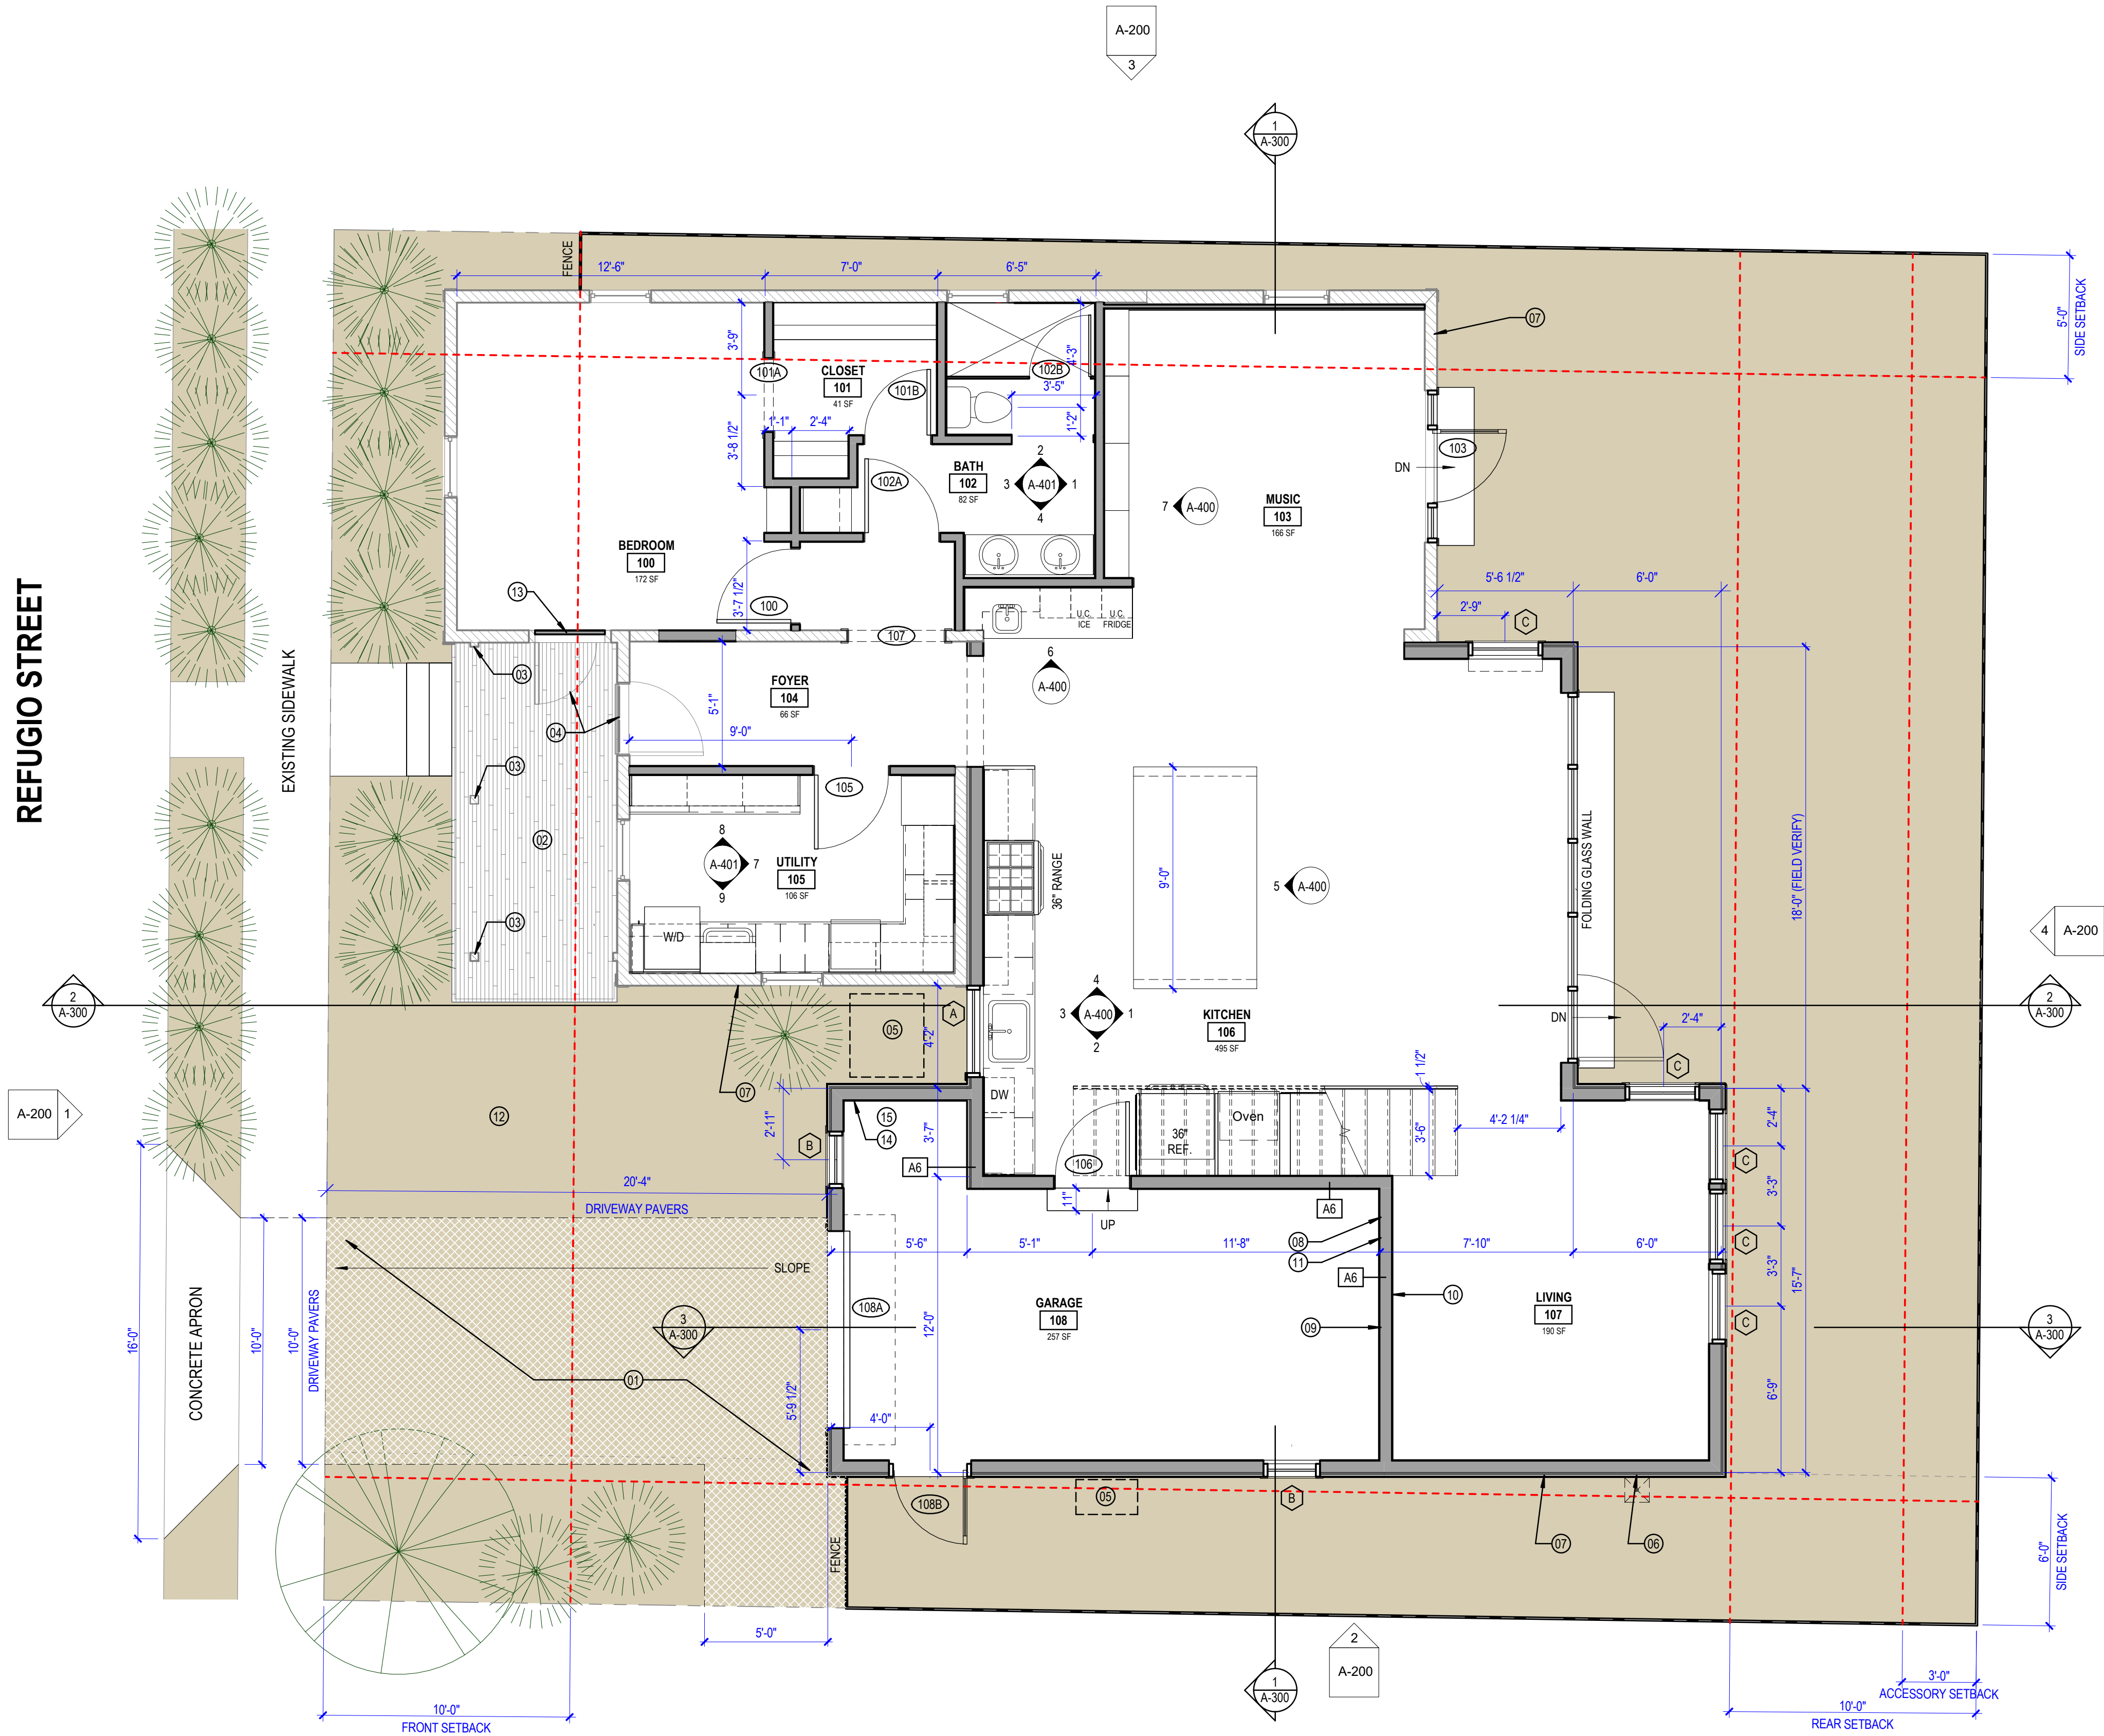 A-200
3
1
A-300
REFUGIO STREET
EXISTING SIDEWALK
FENCE
12'-6"
7'-0"
6'-5"
5'-0"
SIDE SETBACK
07
3'-9"
3'-8 1/2"
101A
CLOSET
101
41 SF
101B
102B
4'-3"
3'-5"
1'-2"
1'-1"
2'-4"
103
DN
BATH
102
82 SF
102A
2
3
A-401
1
4
7
A-400
MUSIC
103
166 SF
BEDROOM
100
172 SF
13
3'-7 1/2"
100
107
U.C.
ICE
U.C.
FRIDGE
5'-6 1/2"
6'-0"
2'-9"
C
03
04
5'-1"
FOYER
104
66 SF
9'-0"
6
A-400
03
02
03
105
8
A-401
7
9
UTILITY
105
106 SF
W/D
36" RANGE
9'-0"
5
A-400
FOLDING GLASS WALL
18'-0" (FIELD VERIFY)
4
A-200
2
A-300
2
A-300
05
A
4'-2"
4
3
A-400
1
2
KITCHEN
106
495 SF
DN
2'-4"
C
07
A-200
1
12
2'-11"
B
15
14
3'-7"
A6
DW
106
36"
REF.
Oven
1 1/2"
3'-6"
4'-2 1/4"
2'-4"
C
3'-3"
C
3'-3"
C
15'-7"
6'-9"
20'-4"
DRIVEWAY PAVERS
11"
UP
A6
08
11
A6
5'-6"
5'-1"
11'-8"
7'-10"
6'-0"
SLOPE
108A
10
GARAGE
108
257 SF
09
LIVING
107
190 SF
3
A-300
3
A-300
16'-0"
CONCRETE APRON
10'-0"
10'-0"
DRIVEWAY PAVERS
01
12'-0"
5'-9 1/2"
4'-0"
108B
FENCE
05
B
07
06
6'-0"
SIDE SETBACK
5'-0"
2
A-200
1
A-300
10'-0"
FRONT SETBACK
3'-0"
ACCESSORY SETBACK
10'-0"
REAR SETBACK